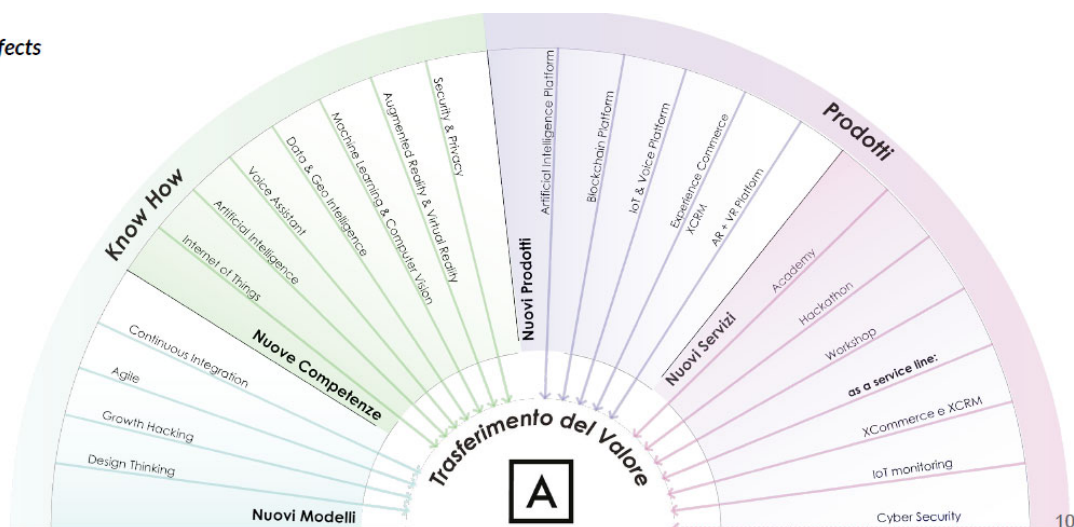 fects
Know How
Prodotti
Nuovi Modelli
Design Thinking
Growth Hacking
Agile
Continuous Integration
Nuove Competenze
Internet of Things
Artificial Intelligence
Voice Assistant
Data & Geo Intelligence
Machine Learning & Computer Vision
Augmented Reality & Virtual Reality
Security & Privacy
Nuovi Prodotti
Artificial Intelligence Platform
Blockchain Platform
IoT & Voice Platform
Experience Commerce
XCRM
AR + VR Platform
Nuovi Servizi
Academy
Hackathon
Workshop
as a service line:
XCommerce e XCRM
IoT monitoring
Cyber Security
Trasferimento del Valore
A
10